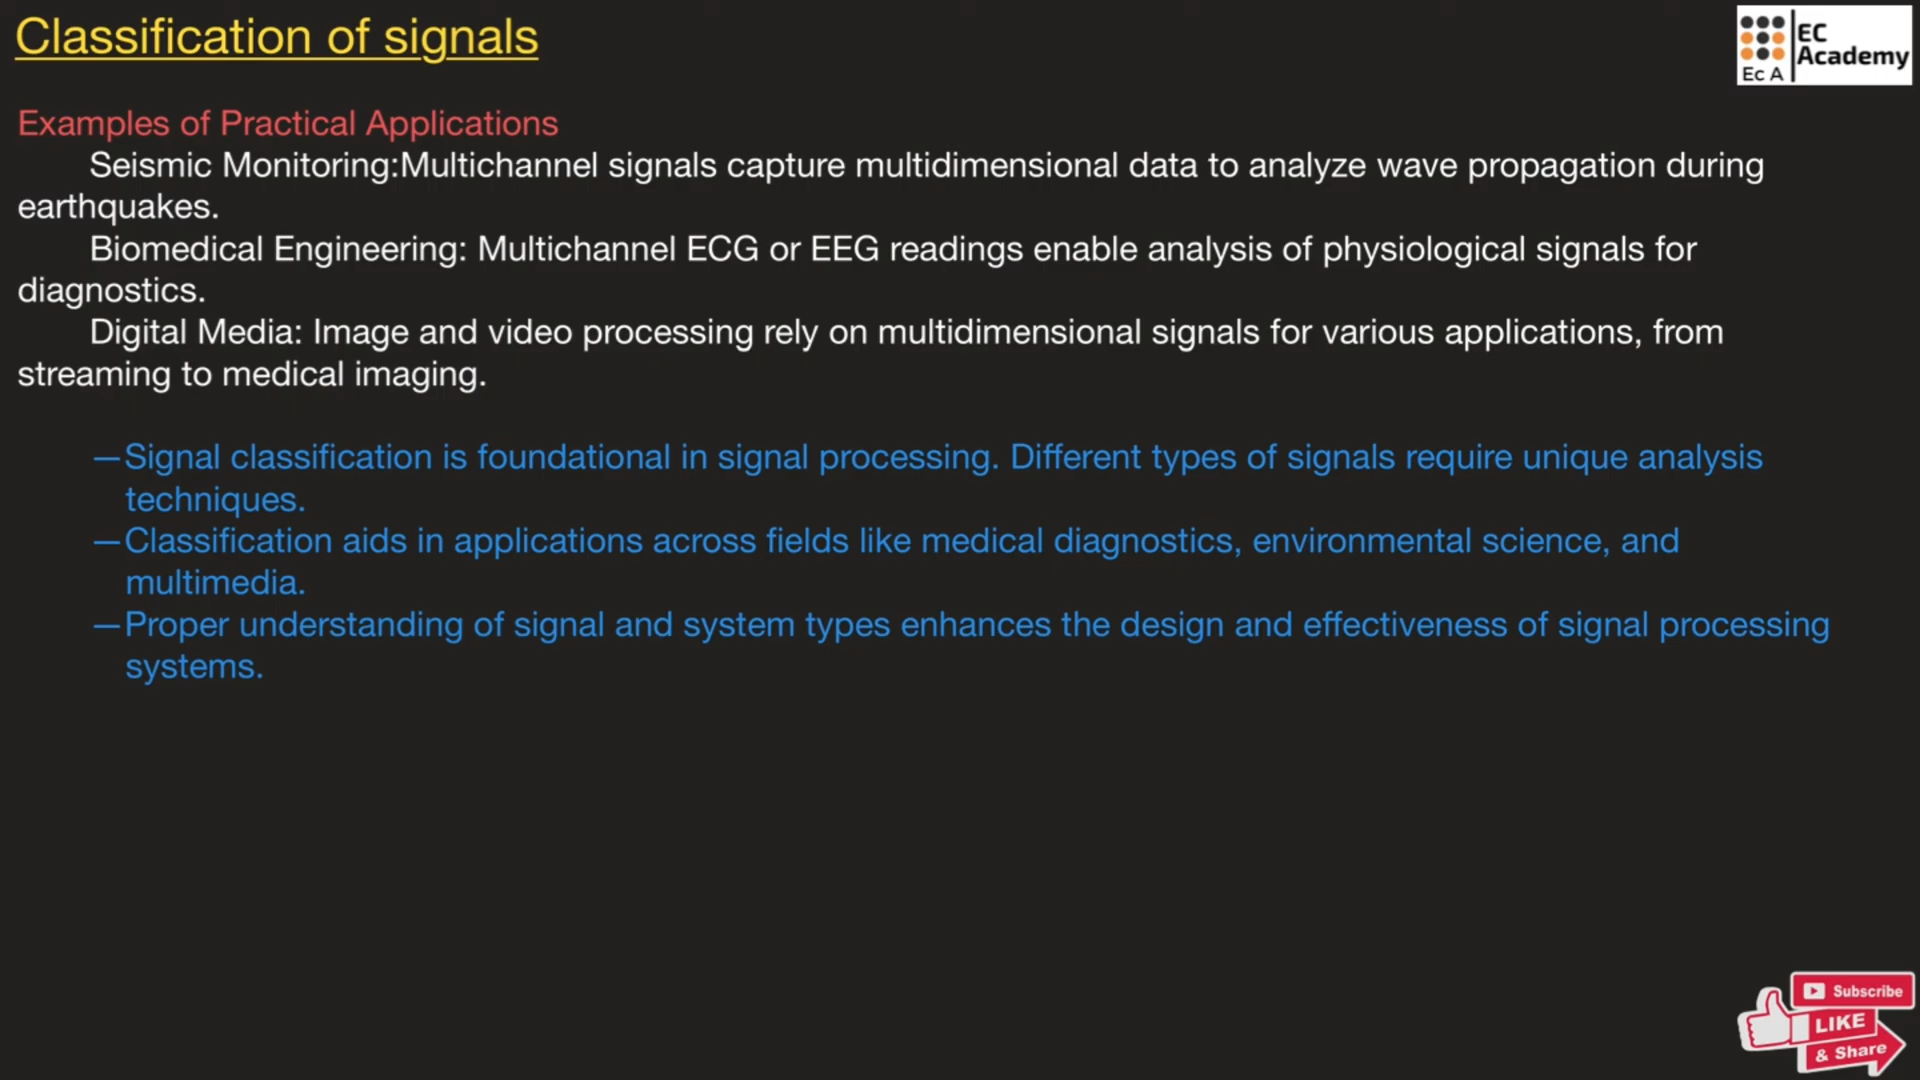 Classification of signals
EC
Academy
Ec A
Examples of Practical Applications
Seismic Monitoring:Multichannel signals capture multidimensional data to analyze wave propagation during
earthquakes.
Biomedical Engineering: Multichannel ECG or EEG readings enable analysis of physiological signals for
diagnostics.
Digital Media: Image and video processing rely on multidimensional signals for various applications, from
streaming to medical imaging.
—Signal classification is foundational in signal processing. Different types of signals require unique analysis
techniques.
—Classification aids in applications across fields like medical diagnostics, environmental science, and
multimedia.
—Proper understanding of signal and system types enhances the design and effectiveness of signal processing
systems.
Subscribe
LIKE
& Share